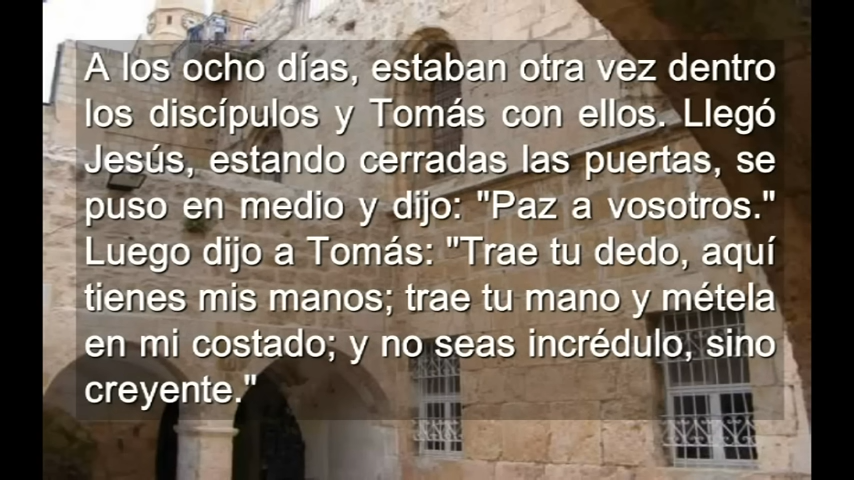 A los ocho días, estaban otra vez dentro
los discípulos y Tomás con ellos. Llegó
Jesús, estando cerradas las puertas, se
puso en medio y dijo: "Paz a vosotros."
Luego dijo a Tomás: "Trae tu dedo, aquí
tienes mis manos; trae tu mano y métela
en mi costado; y no seas incrédulo, sino
creyente."